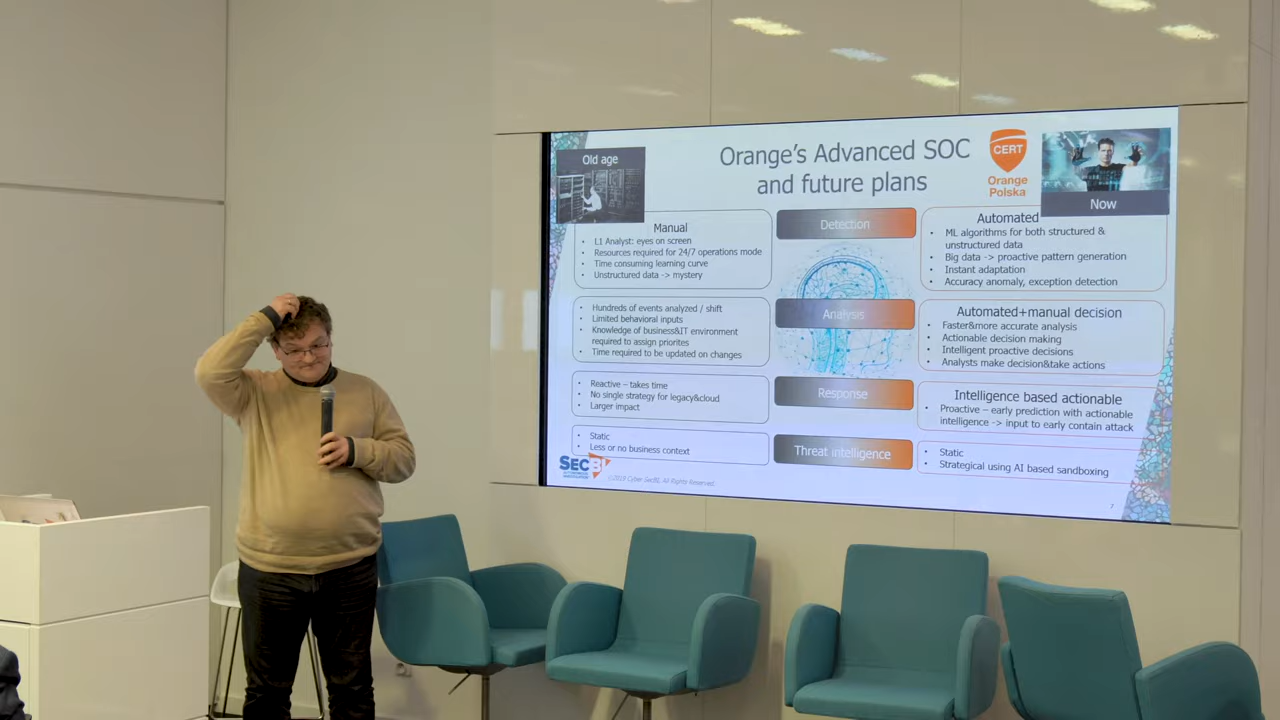 Old age
Orange's Advanced SOC
and future plans
CERT
Orange
Polska
Now
Manual
• L1 Analyst: eyes on screen
• Resources required for 24/7 operations mode
• Time consuming learning curve
• Unstructured data -> mystery
Detection
Automated
• ML algorithms for both structured &
unstructured data
• Big data -> proactive pattern generation
• Instant adaptation
• Accuracy anomaly, exception detection
• Hundreds of events analyzed / shift
• Limited behavioral inputs
• Knowledge of business&IT environment
required to assign priorites
• Time required to be updated on changes
Analysis
Automated+manual decision
• Faster&more accurate analysis
• Actionable decision making
• Intelligent proactive decisions
• Analysts make decision&take actions
• Reactive – takes time
• No single strategy for legacy&cloud
• Larger impact
Response
Intelligence based actionable
• Proactive – early prediction with actionable
intelligence -> input to early contain attack
• Static
• Less or no business context
Threat intelligence
• Static
• Strategical using AI based sandboxing
SECBI
©2019 Cyber SecBI, All Rights Reserved
7